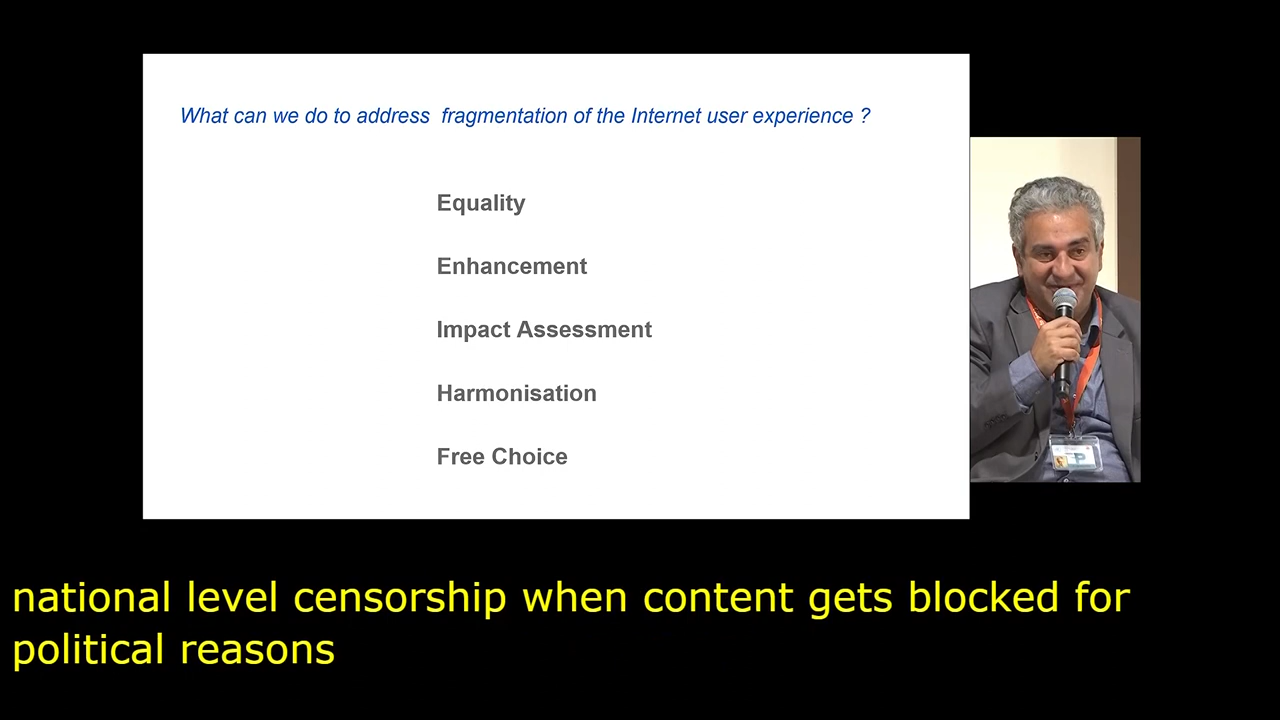 What can we do to address  fragmentation of the Internet user experience ?
Equality
Enhancement
Impact Assessment
Harmonisation
Free Choice
P
national level censorship when content gets blocked for
political reasons